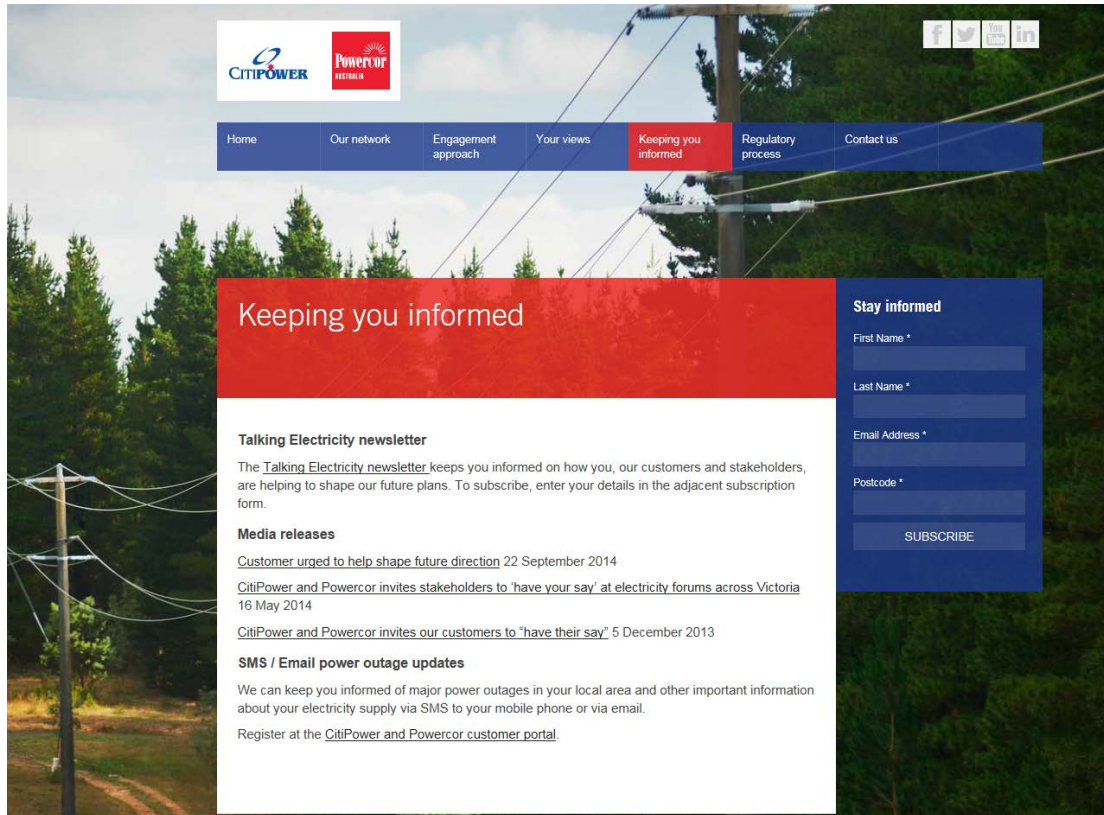 CITIPOWER
Powercor
AUSTRALIA
f You Tube in
Home
Our network
Engagement
approach
Your views
Keeping you
informed
Regulatory
process
Contact us
Keeping you informed
Talking Electricity newsletter
The Talking Electricity newsletter keeps you informed on how you, our customers and stakeholders,
are helping to shape our future plans. To subscribe, enter your details in the adjacent subscription
form.
Media releases
Customer urged to help shape future direction 22 September 2014
CitiPower and Powercor invites stakeholders to ‘have your say’ at electricity forums across Victoria
16 May 2014
CitiPower and Powercor invites our customers to “have their say” 5 December 2013
SMS / Email power outage updates
We can keep you informed of major power outages in your local area and other important information
about your electricity supply via SMS to your mobile phone or via email.
Register at the CitiPower and Powercor customer portal.
Stay informed
First Name *
Last Name *
Email Address *
Postcode *
SUBSCRIBE